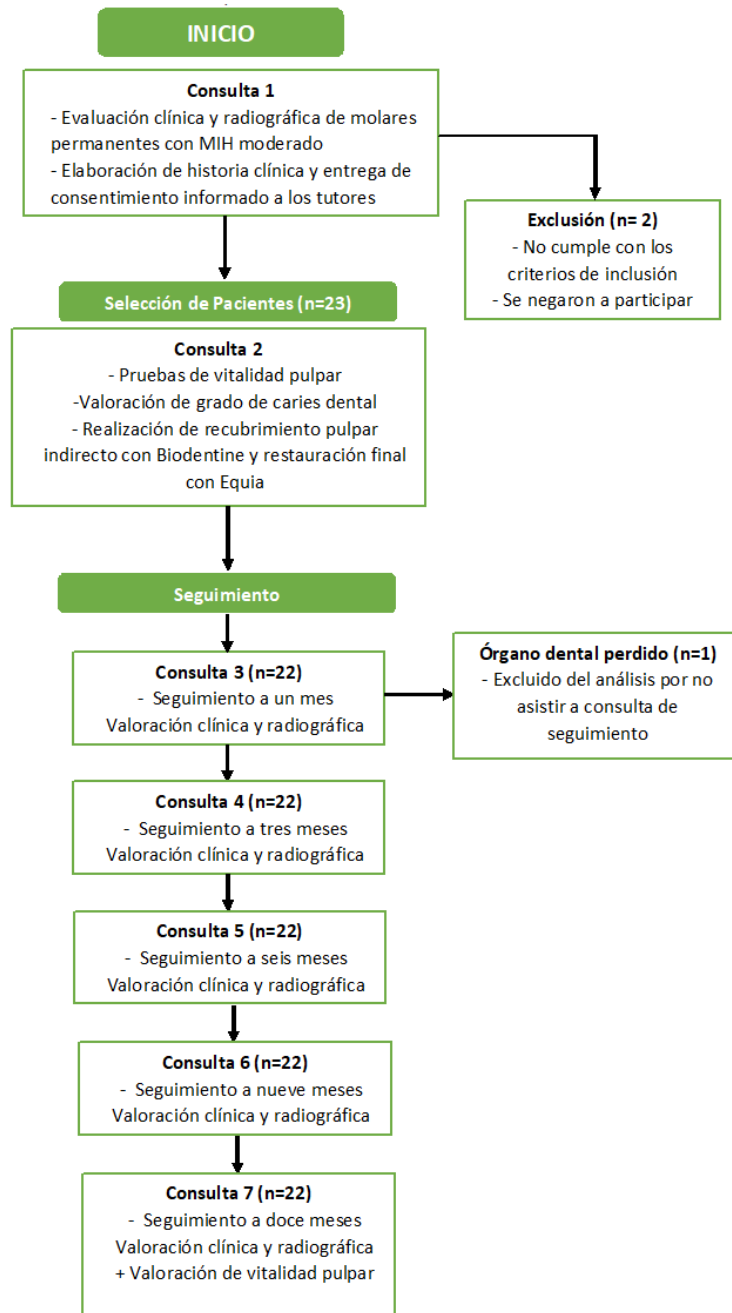 INICIO
Consulta 1
- Evaluación clínica y radiográfica de molares
permanentes con MIH moderado
- Elaboración de historia clínica y entrega de
consentimiento informado a los tutores
Exclusión (n= 2)
- No cumple con los
criterios de inclusión
- Se negaron a participar
Selección de Pacientes (n=23)
Consulta 2
- Pruebas de vitalidad pulpar
-Valoración de grado de caries dental
- Realización de recubrimiento pulpar
indirecto con Biodentine y restauración final
con Equia
Seguimiento
Consulta 3 (n=22)
- Seguimiento a un mes
Valoración clínica y radiográfica
Órgano dental perdido (n=1)
- Excluido del análisis por no
asistir a consulta de
seguimiento
Consulta 4 (n=22)
- Seguimiento a tres meses
Valoración clínica y radiográfica
Consulta 5 (n=22)
- Seguimiento a seis meses
Valoración clínica y radiográfica
Consulta 6 (n=22)
- Seguimiento a nueve meses
Valoración clínica y radiográfica
Consulta 7 (n=22)
- Seguimiento a doce meses
Valoración clínica y radiográfica
+ Valoración de vitalidad pulpar